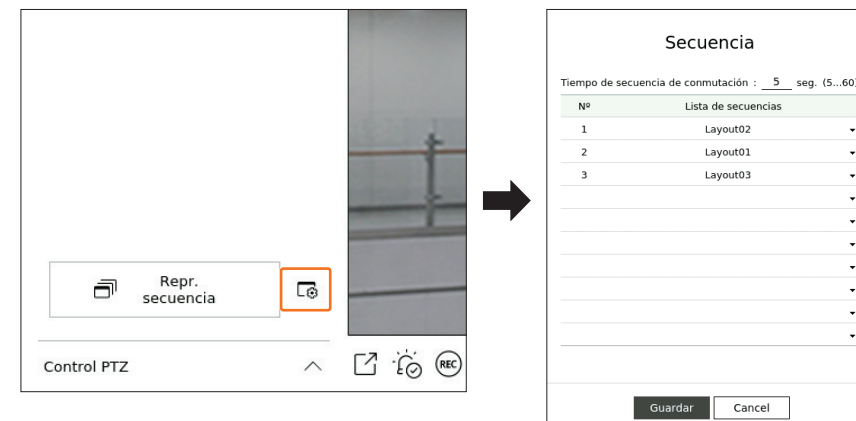 Repr.
secuencia
Control PTZ
REC
Secuencia
Tiempo de secuencia de conmutación : 5 seg. (5...60)
Nº Lista de secuencias
1 Layout02
2 Layout01
3 Layout03
Guardar Cancel